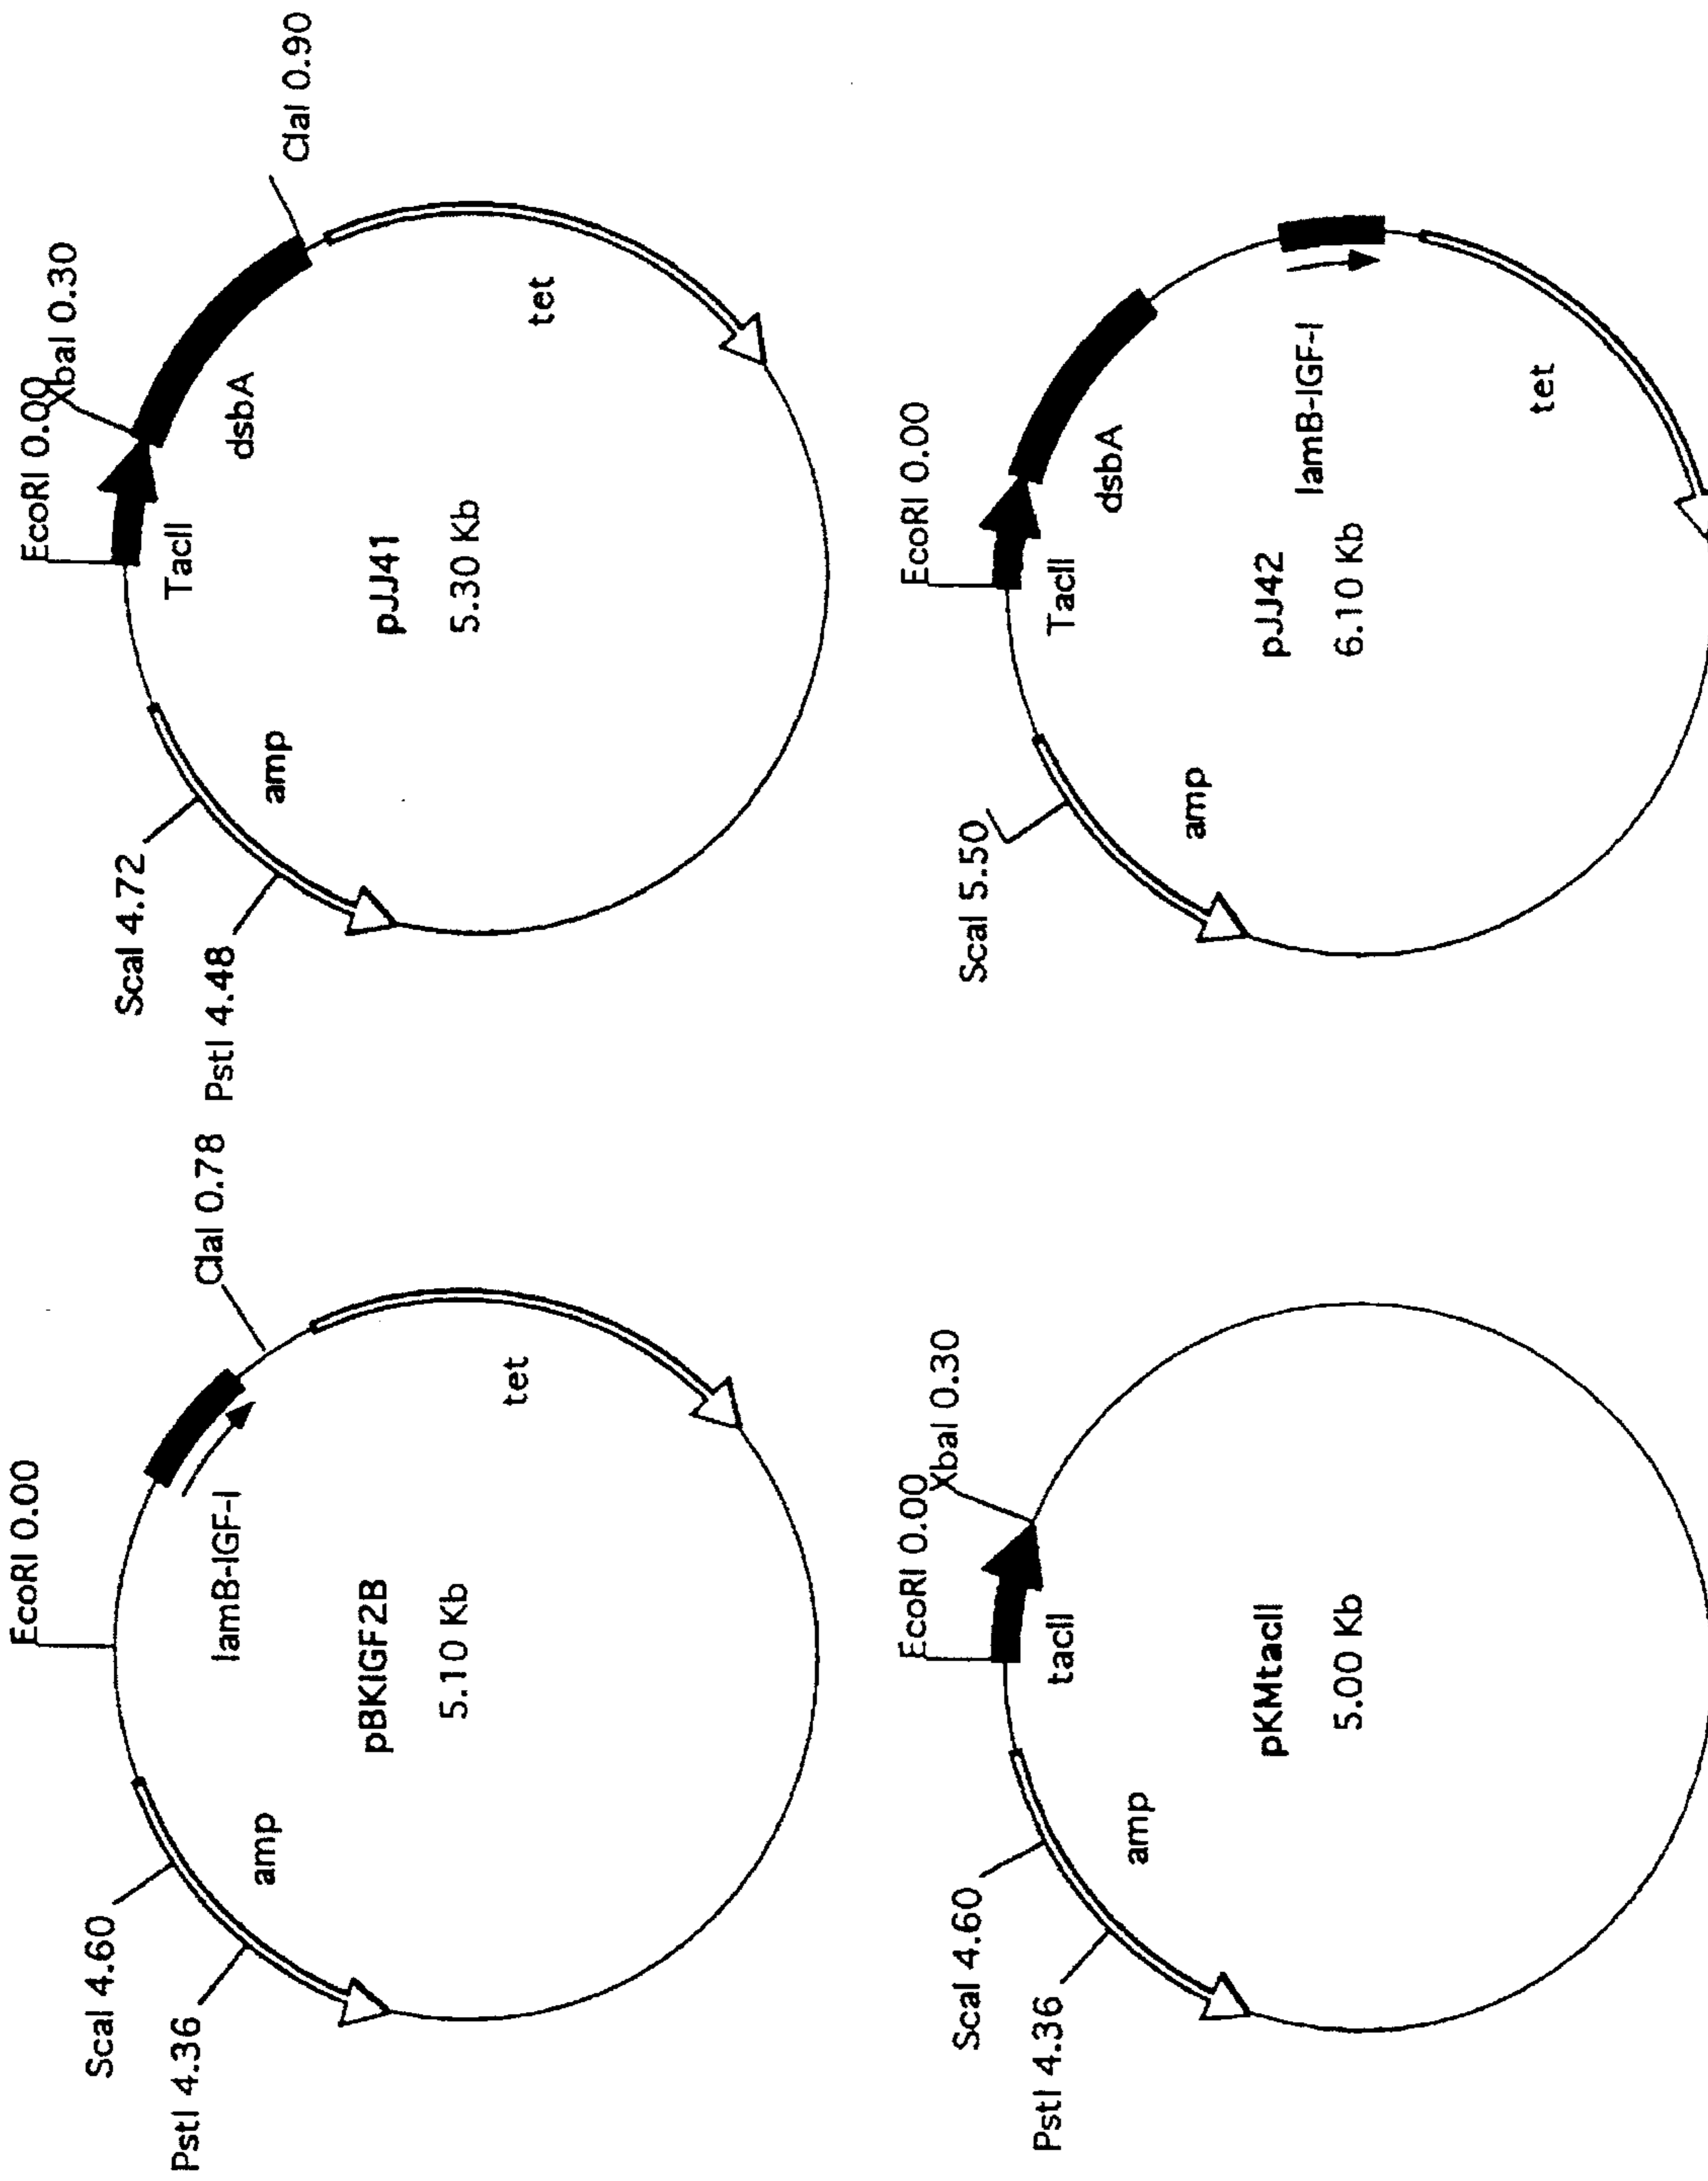 EcoRI 0.00
lamB-IGF-I
ClaI 0.78
tet
pBKIGF2B
5.10 Kb
amp
ScaI 4.60
PstI 4.36
EcoRI 0.00
XbaI 0.30
TacII
dsbA
ClaI 0.90
tet
pJJ41
5.30 Kb
amp
ScaI 4.72
PstI 4.48
EcoRI 0.00
XbaI 0.30
tacII
pKMtacII
5.00 Kb
amp
ScaI 4.60
PstI 4.36
EcoRI 0.00
TacII
dsbA
lamB-IGF-I
tet
pJJ42
6.10 Kb
amp
ScaI 5.50